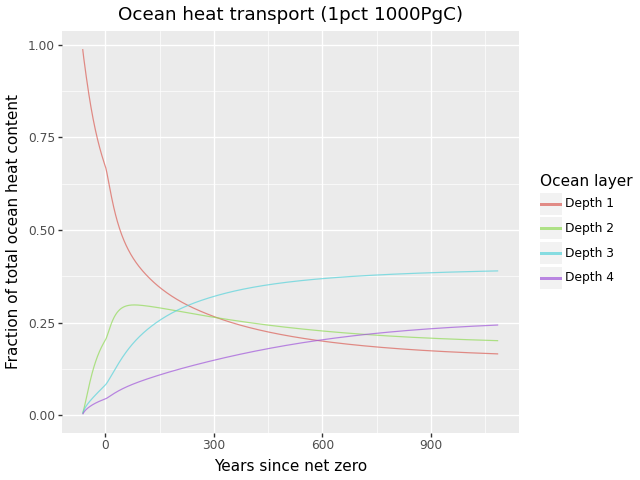 Ocean heat transport (1pct 1000PgC)
Fraction of total ocean heat content
1.00
0.75
0.50
0.25
0.00
0
300
600
900
Years since net zero
Ocean layer
Depth 1
Depth 2
Depth 3
Depth 4